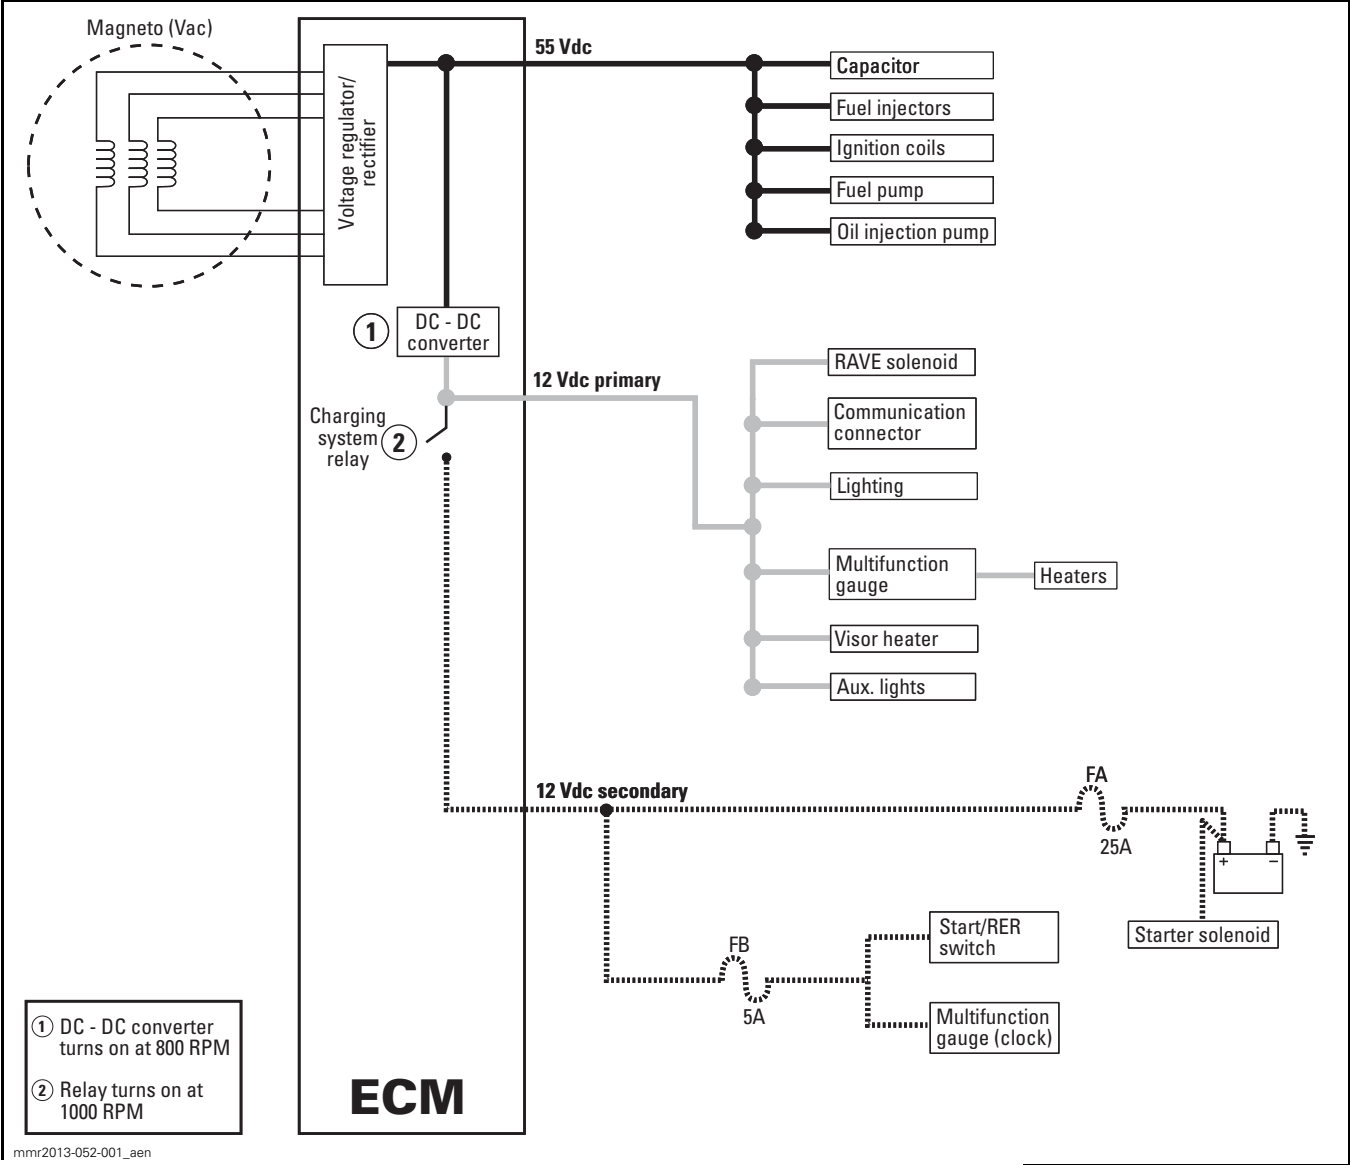 Magneto (Vac)
Voltage regulator/
rectifier
55 Vdc
Capacitor
Fuel injectors
Ignition coils
Fuel pump
Oil injection pump
1
DC - DC
converter
12 Vdc primary
Charging
system
relay
2
RAVE solenoid
Communication
connector
Lighting
Multifunction
gauge
Heaters
Visor heater
Aux. lights
12 Vdc secondary
FA
25A
+
−
Starter solenoid
FB
5A
Start/RER
switch
Multifunction
gauge (clock)
1 DC - DC converter
turns on at 800 RPM
2 Relay turns on at
1000 RPM
ECM
mmr2013-052-001_aen